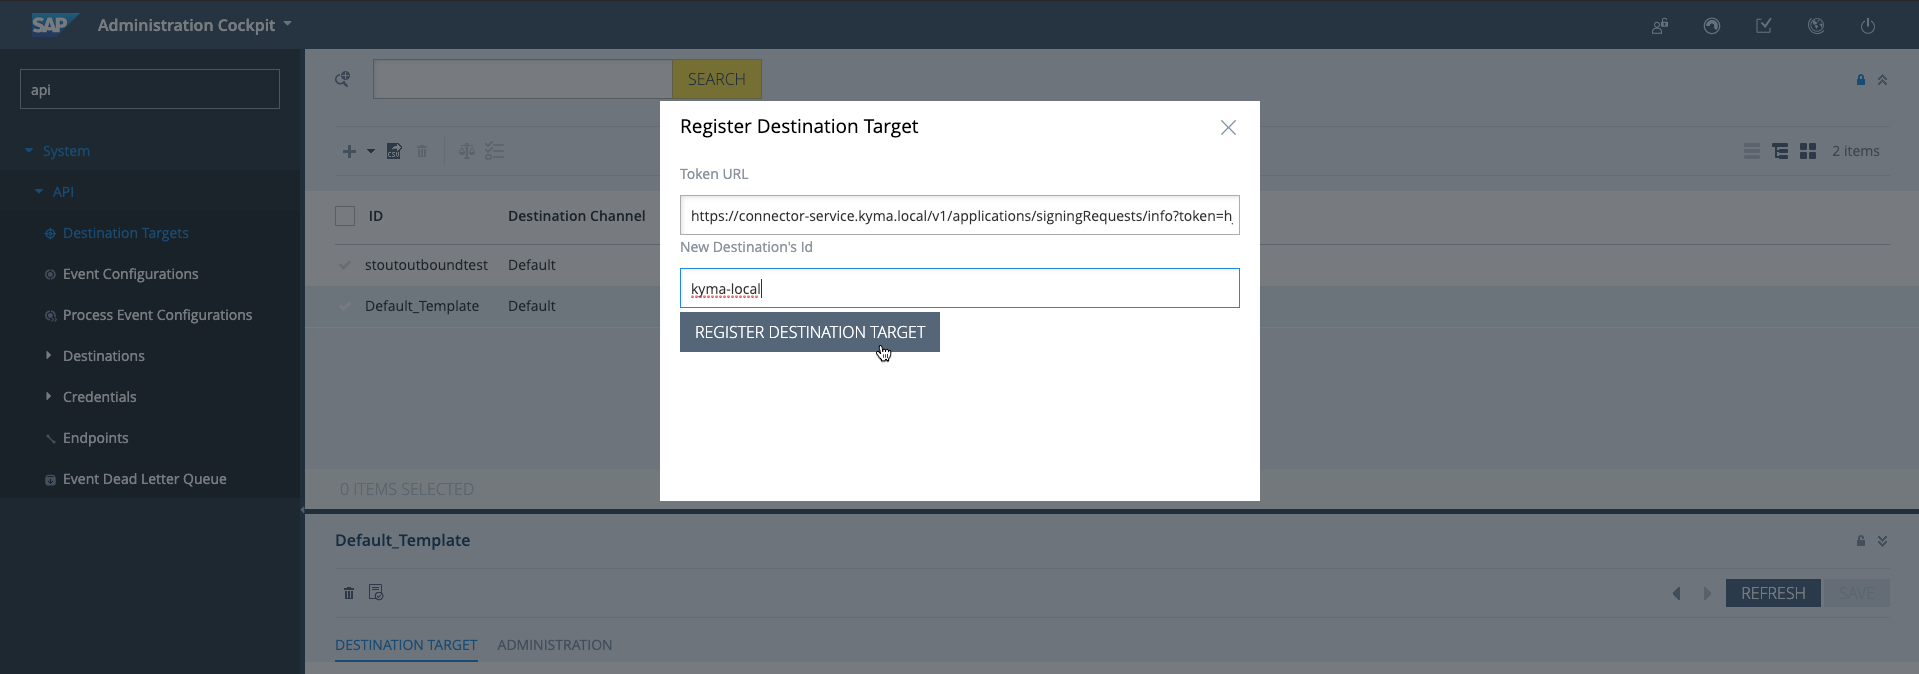 SAP Administration Cockpit
api
SEARCH
System
API
Destination Targets
Event Configurations
Process Event Configurations
Destinations
Credentials
Endpoints
Event Dead Letter Queue
2 items
ID Destination Channel
stoutoutboundtest Default
Default_Template Default
0 ITEMS SELECTED
Register Destination Target
Token URL
https://connector-service.kyma.local/v1/applications/signingRequests/info?token=h
New Destination's Id
kyma-local
REGISTER DESTINATION TARGET
Default_Template
REFRESH SAVE
DESTINATION TARGET ADMINISTRATION